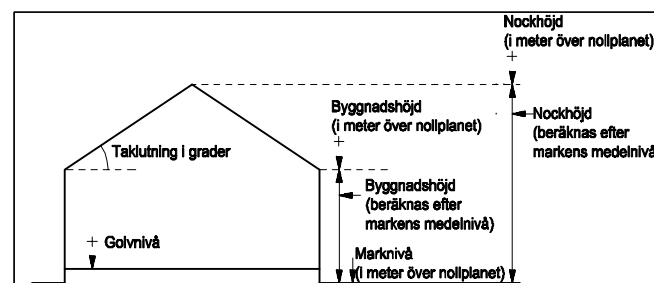 Nockhöjd
(i meter över nollplanet)
Byggnadshöjd
(i meter över nollplanet)
Nockhöjd
(beräknas efter
markens medelnivå
Taklutning i grader
Byggnadshöjd
(beräknas efter
markens medelnivå)
Golvnivå
Marknivå
(i meter över nollplanet)